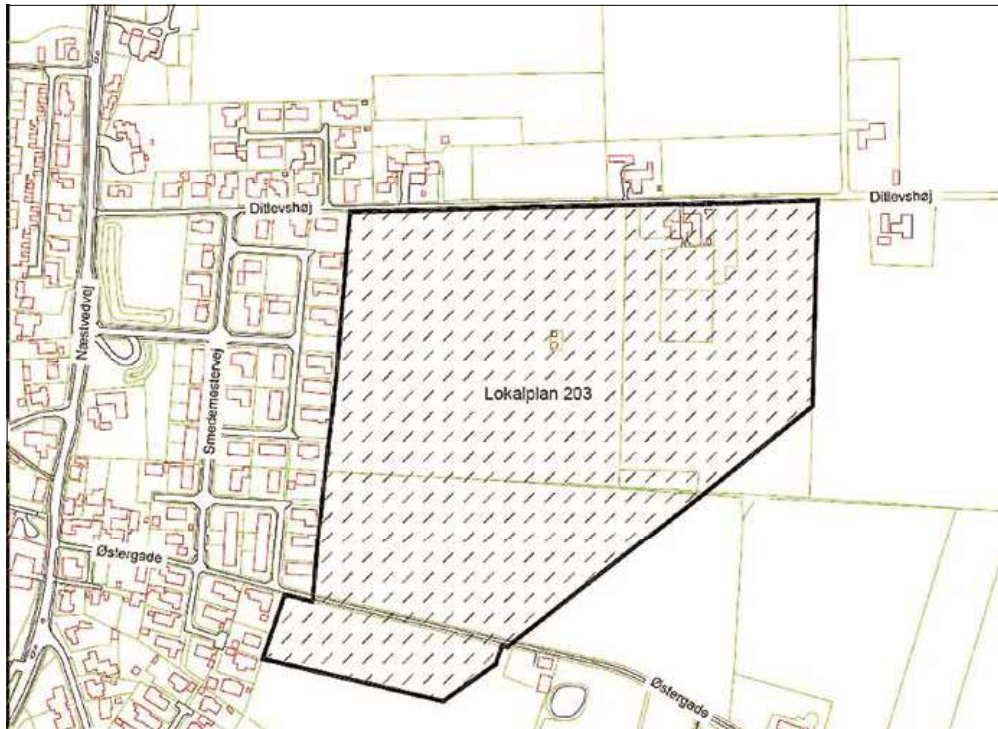 Ditlevshøj
Ditlevshøj
Næstvedvej
Smedemestervej
Lokalplan 203
Østergade
Østergade